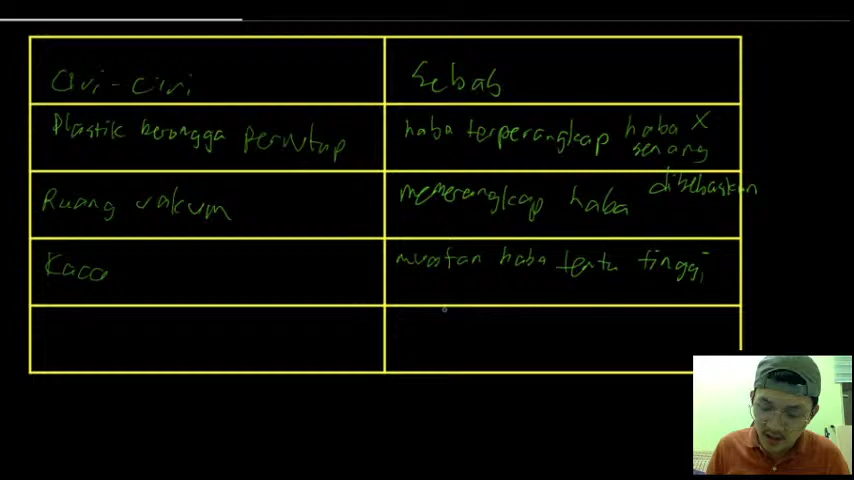 Ciri-ciri
Sebab
Plastik berongga penutup
haba terperangkap haba x
senang
dibebaskan
Ruang vakum
memerangkap haba
Kaca
muatan haba tentu tinggi